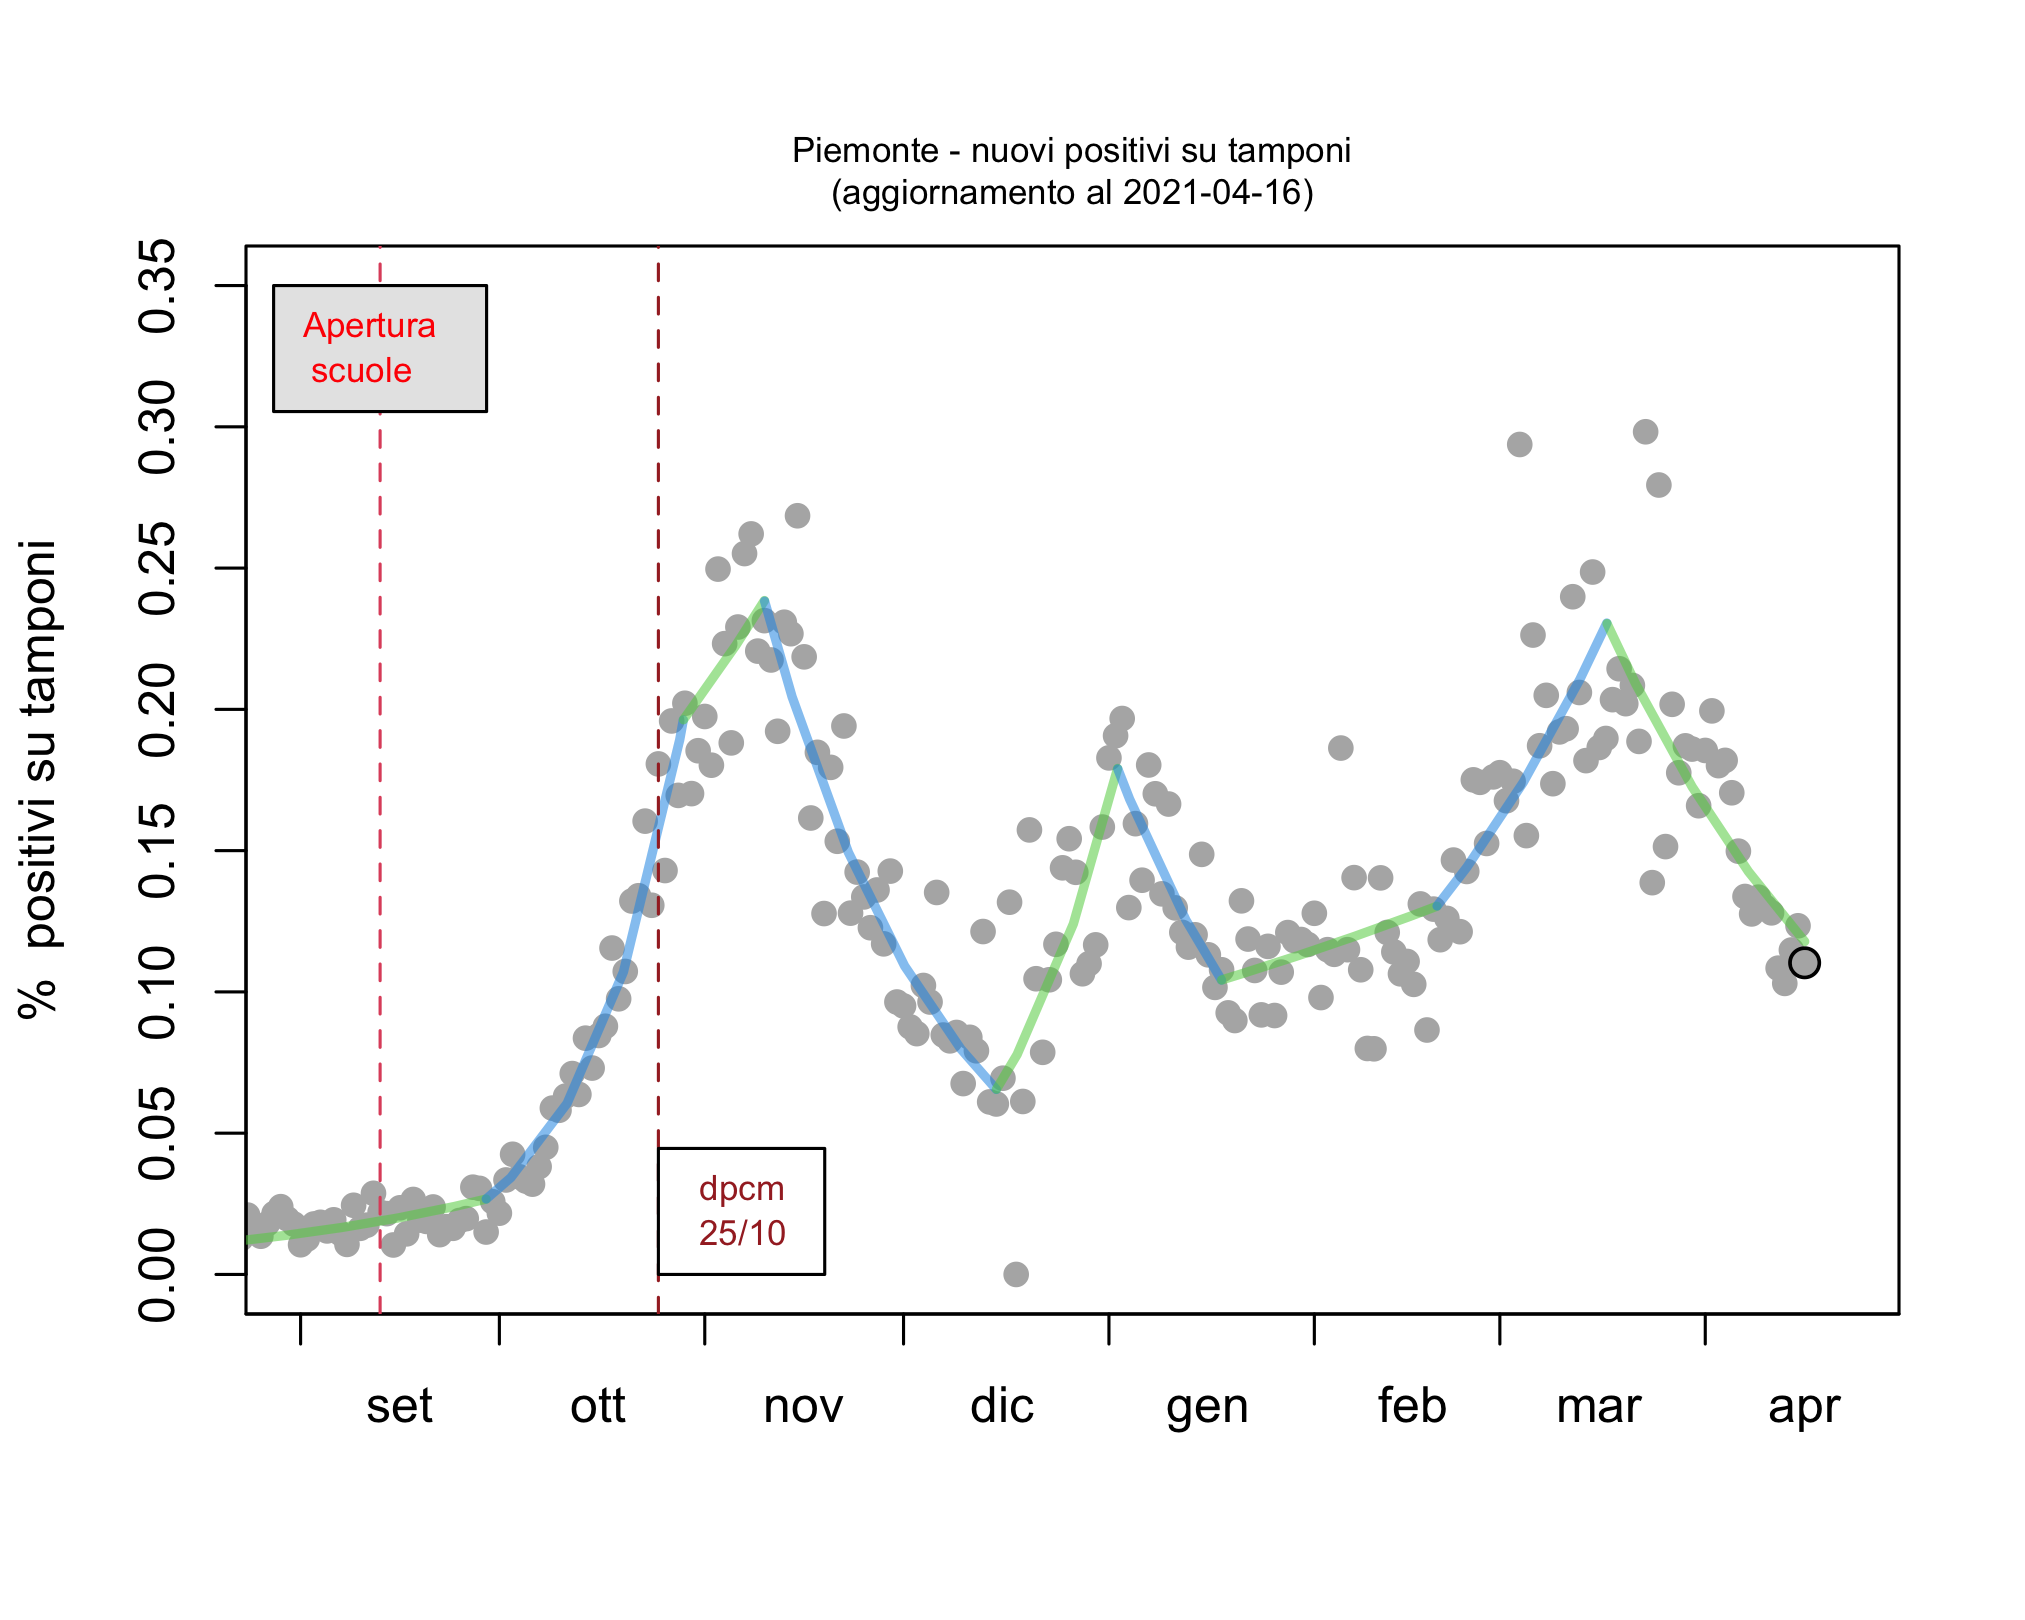 Piemonte - nuovi positivi su tamponi
(aggiornamento al 2021-04-16)
% positivi su tamponi
0.35
0.30
0.25
0.20
0.15
0.10
0.05
0.00
Apertura
scuole
dpcm
25/10
set ott nov dic gen feb mar apr